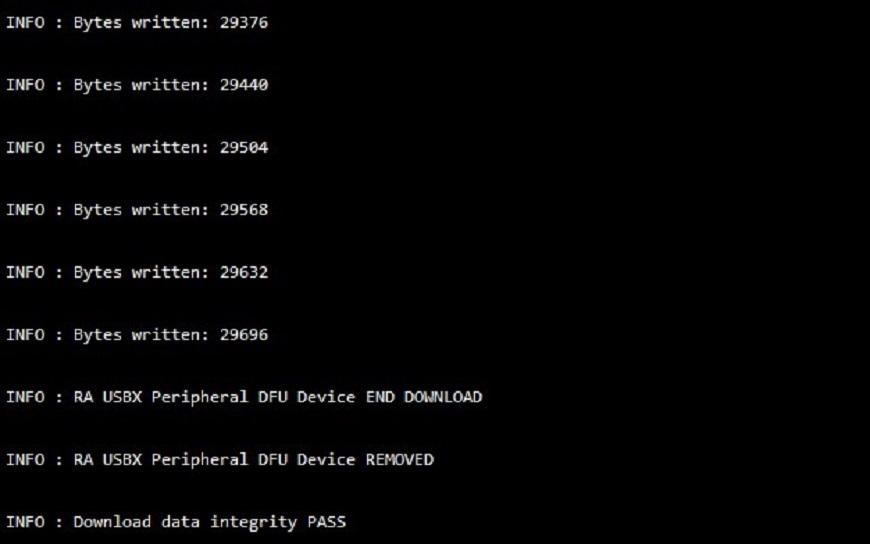 INFO : Bytes written: 29376
INFO : Bytes written: 29440
INFO : Bytes written: 29504
INFO : Bytes written: 29568
INFO : Bytes written: 29632
INFO : Bytes written: 29696
INFO : RA USBX Peripheral DFU Device END DOWNLOAD
INFO : RA USBX Peripheral DFU Device REMOVED
INFO : Download data integrity PASS